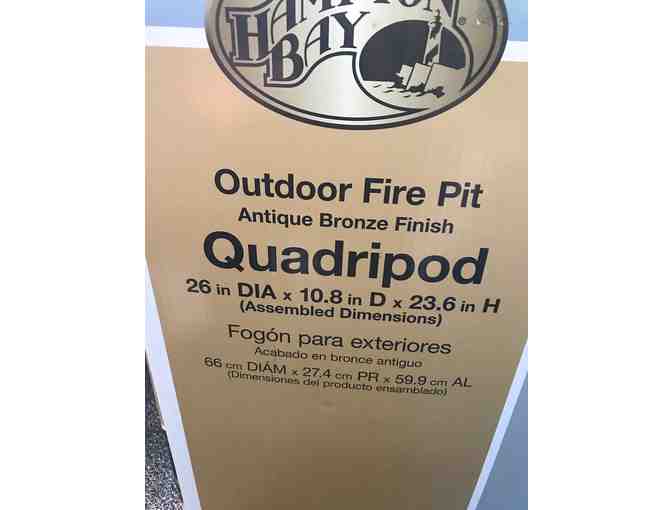 HAMPTON
BAY
Outdoor Fire Pit
Antique Bronze Finish
Quadripod
26 in DIA x 10.8 in D x 23.6 in H
(Assembled Dimensions)
Fogón para exteriores
Acabado en bronce antiguo
66 cm DIÁM x 27.4 cm PR x 59.9 cm AL
(Dimensiones del producto ensamblado)